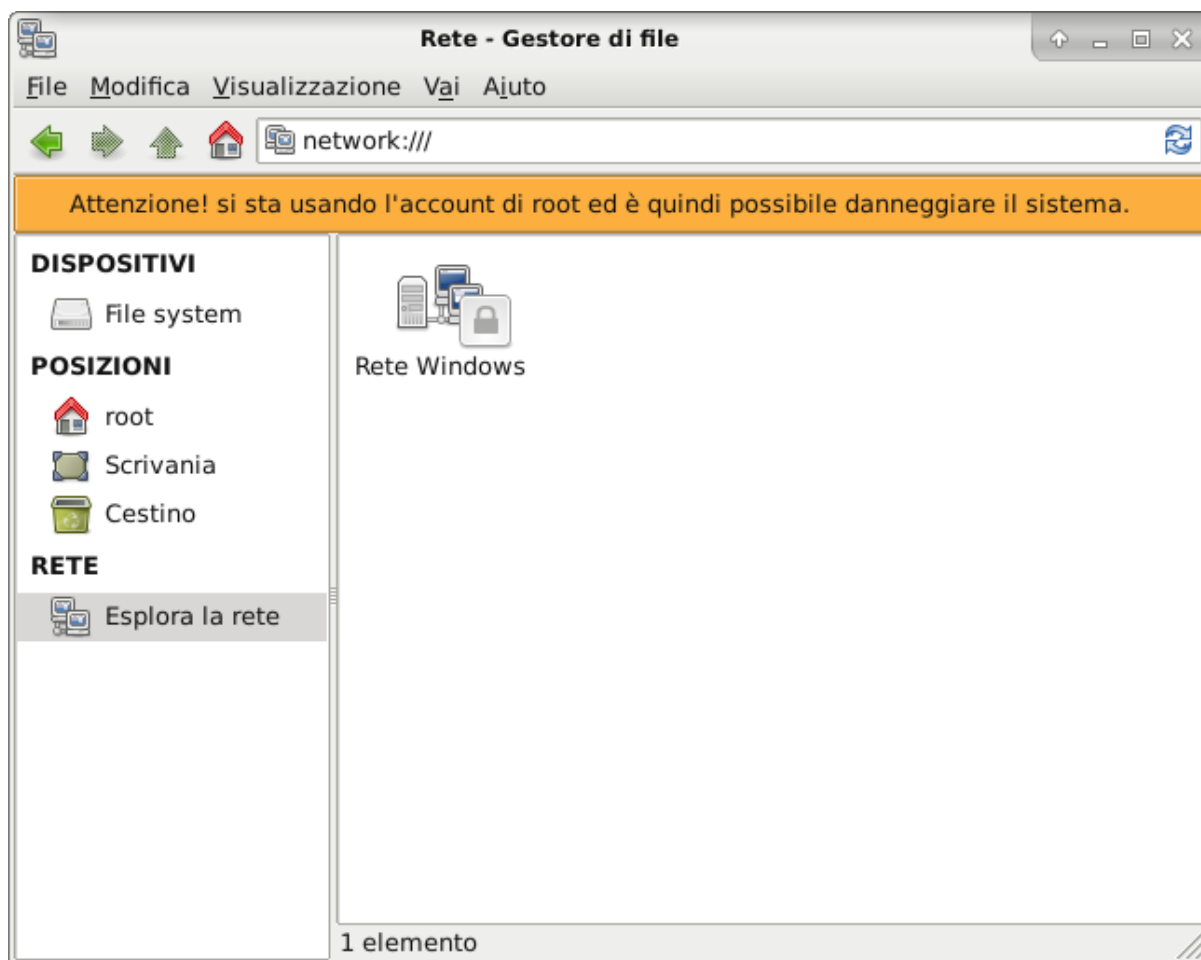 Rete - Gestore di file
File Modifica Visualizzazione Vai Aiuto
network:///
Attenzione! si sta usando l'account di root ed è quindi possibile danneggiare il sistema.
DISPOSITIVI
File system
POSIZIONI
root
Scrivania
Cestino
RETE
Esplora la rete
Rete Windows
1 elemento